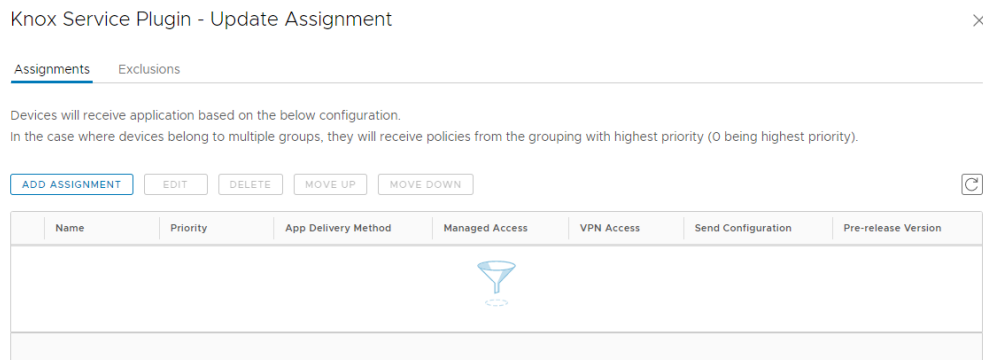 Knox Service Plugin - Update Assignment
Assignments Exclusions
Devices will receive application based on the below configuration.
In the case where devices belong to multiple groups, they will receive policies from the grouping with highest priority (0 being highest priority).
ADD ASSIGNMENT EDIT DELETE MOVE UP MOVE DOWN
Name Priority App Delivery Method Managed Access VPN Access Send Configuration Pre-release Version